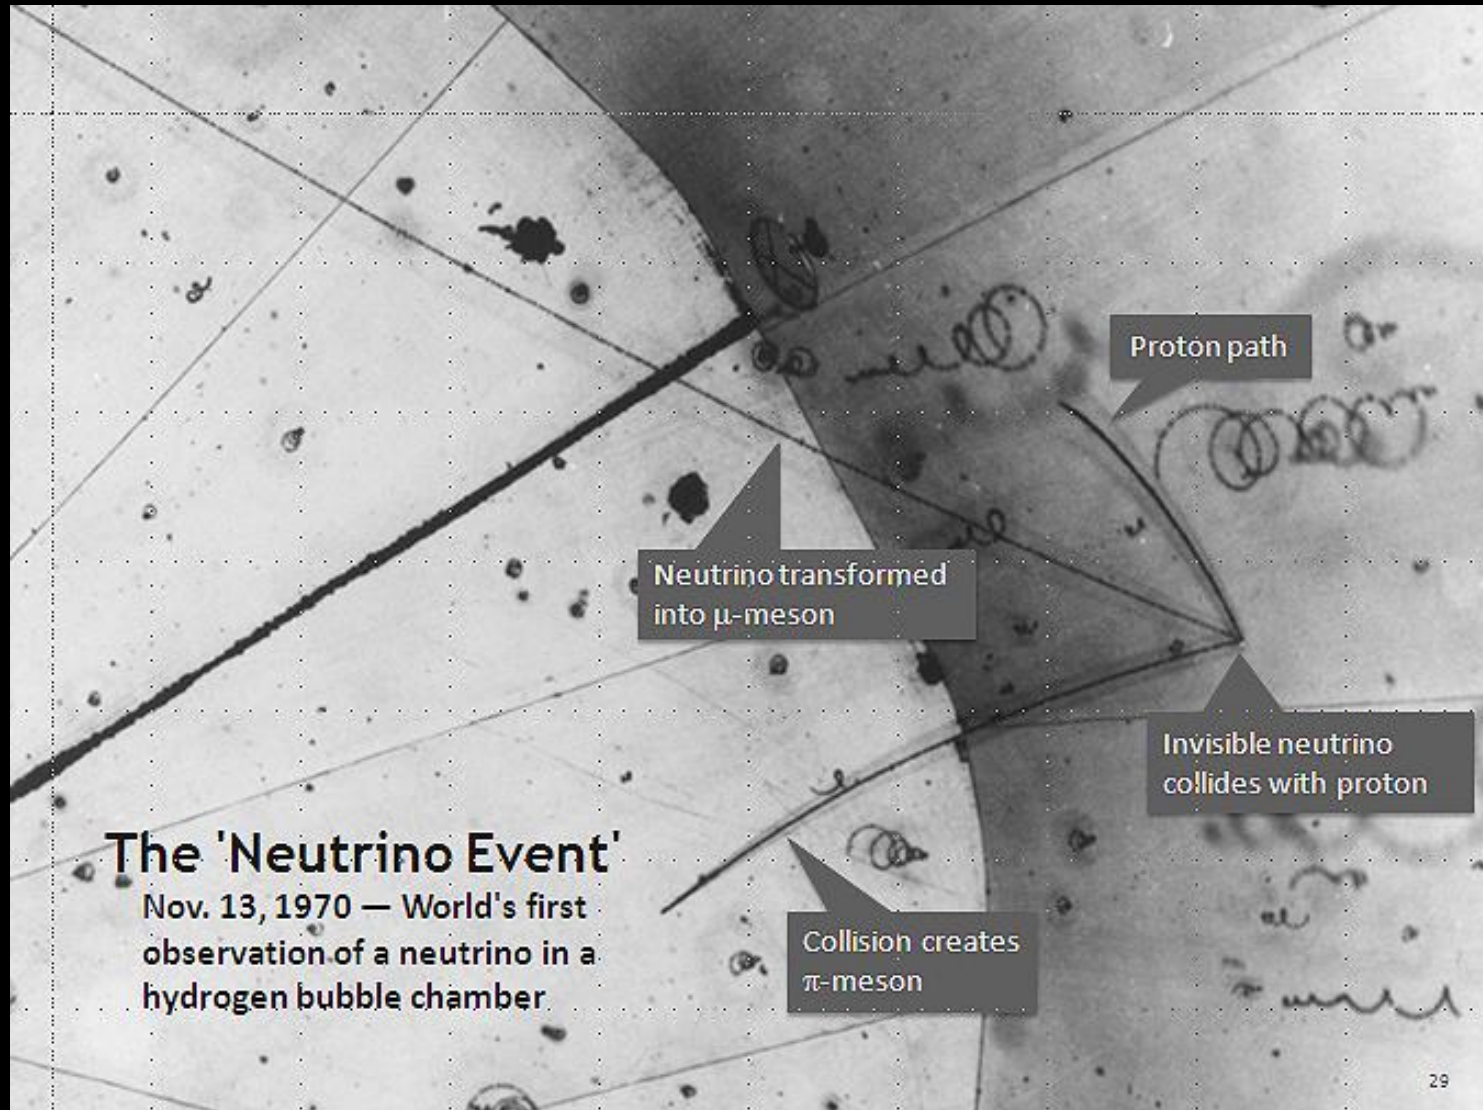 Proton path
Neutrino transformed
into μ-meson
Invisible neutrino
collides with proton
The 'Neutrino Event'
Nov. 13, 1970 — World's first
observation of a neutrino in a
hydrogen bubble chamber
Collision creates
π-meson
29